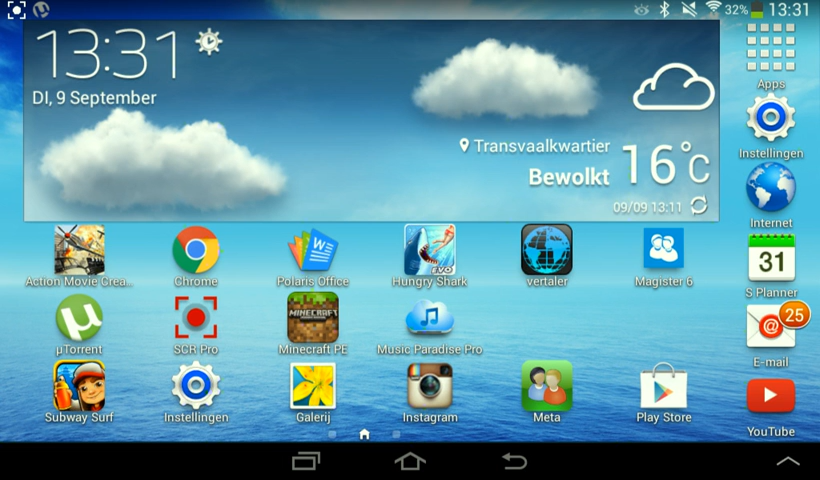 32% 13:31
13:31
DI, 9 September
Transvaalkwartier
Bewolkt
16°C
09/09 13:11
Apps
Instellingen
Internet
31
S Planner
25
E-mail
YouTube
Action Movie Crea..
Chrome
W
Polaris Office
EVO
Hungry Shark
vertaler
Magister 6
µ
µTorrent
SCR Pro
MINECRAFT
Minecraft PE
Music Paradise Pro
Subway Surf
Instellingen
Galerij
Instagram
Meta
Play Store